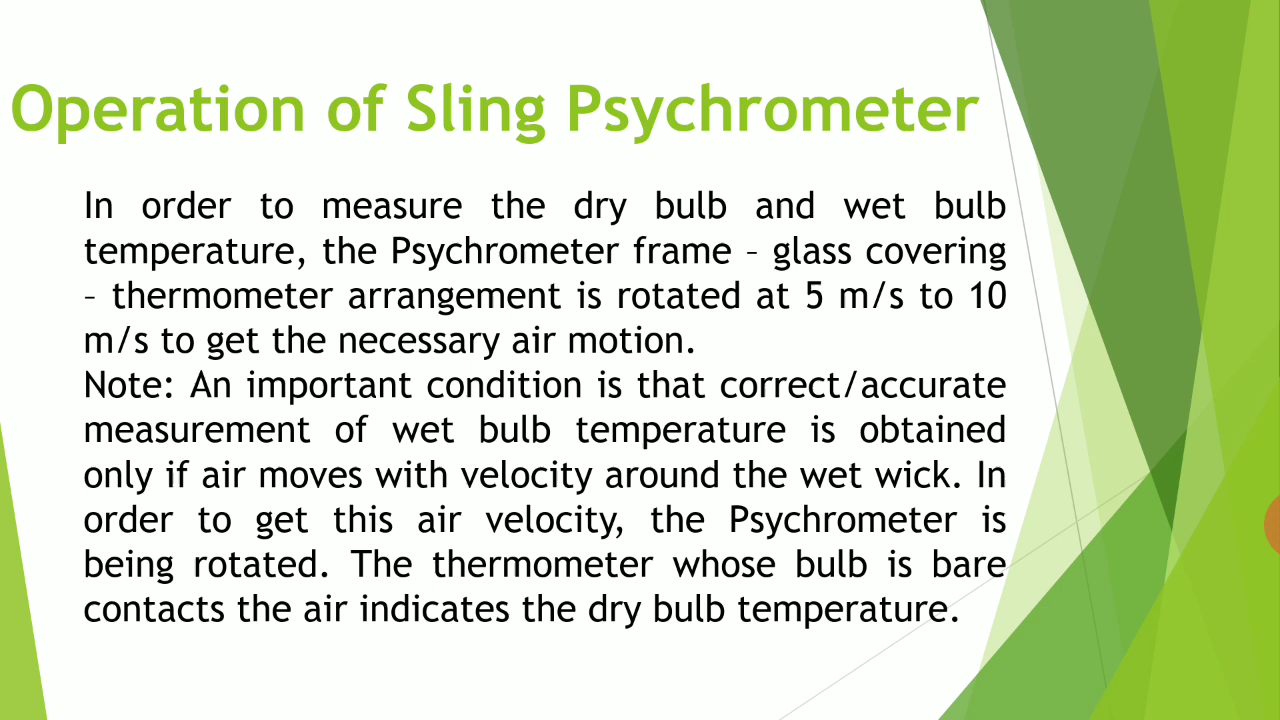 Operation of Sling Psychrometer
In order to measure the dry bulb and wet bulb
temperature, the Psychrometer frame – glass covering
– thermometer arrangement is rotated at 5 m/s to 10
m/s to get the necessary air motion.
Note: An important condition is that correct/accurate
measurement of wet bulb temperature is obtained
only if air moves with velocity around the wet wick. In
order to get this air velocity, the Psychrometer is
being rotated. The thermometer whose bulb is bare
contacts the air indicates the dry bulb temperature.